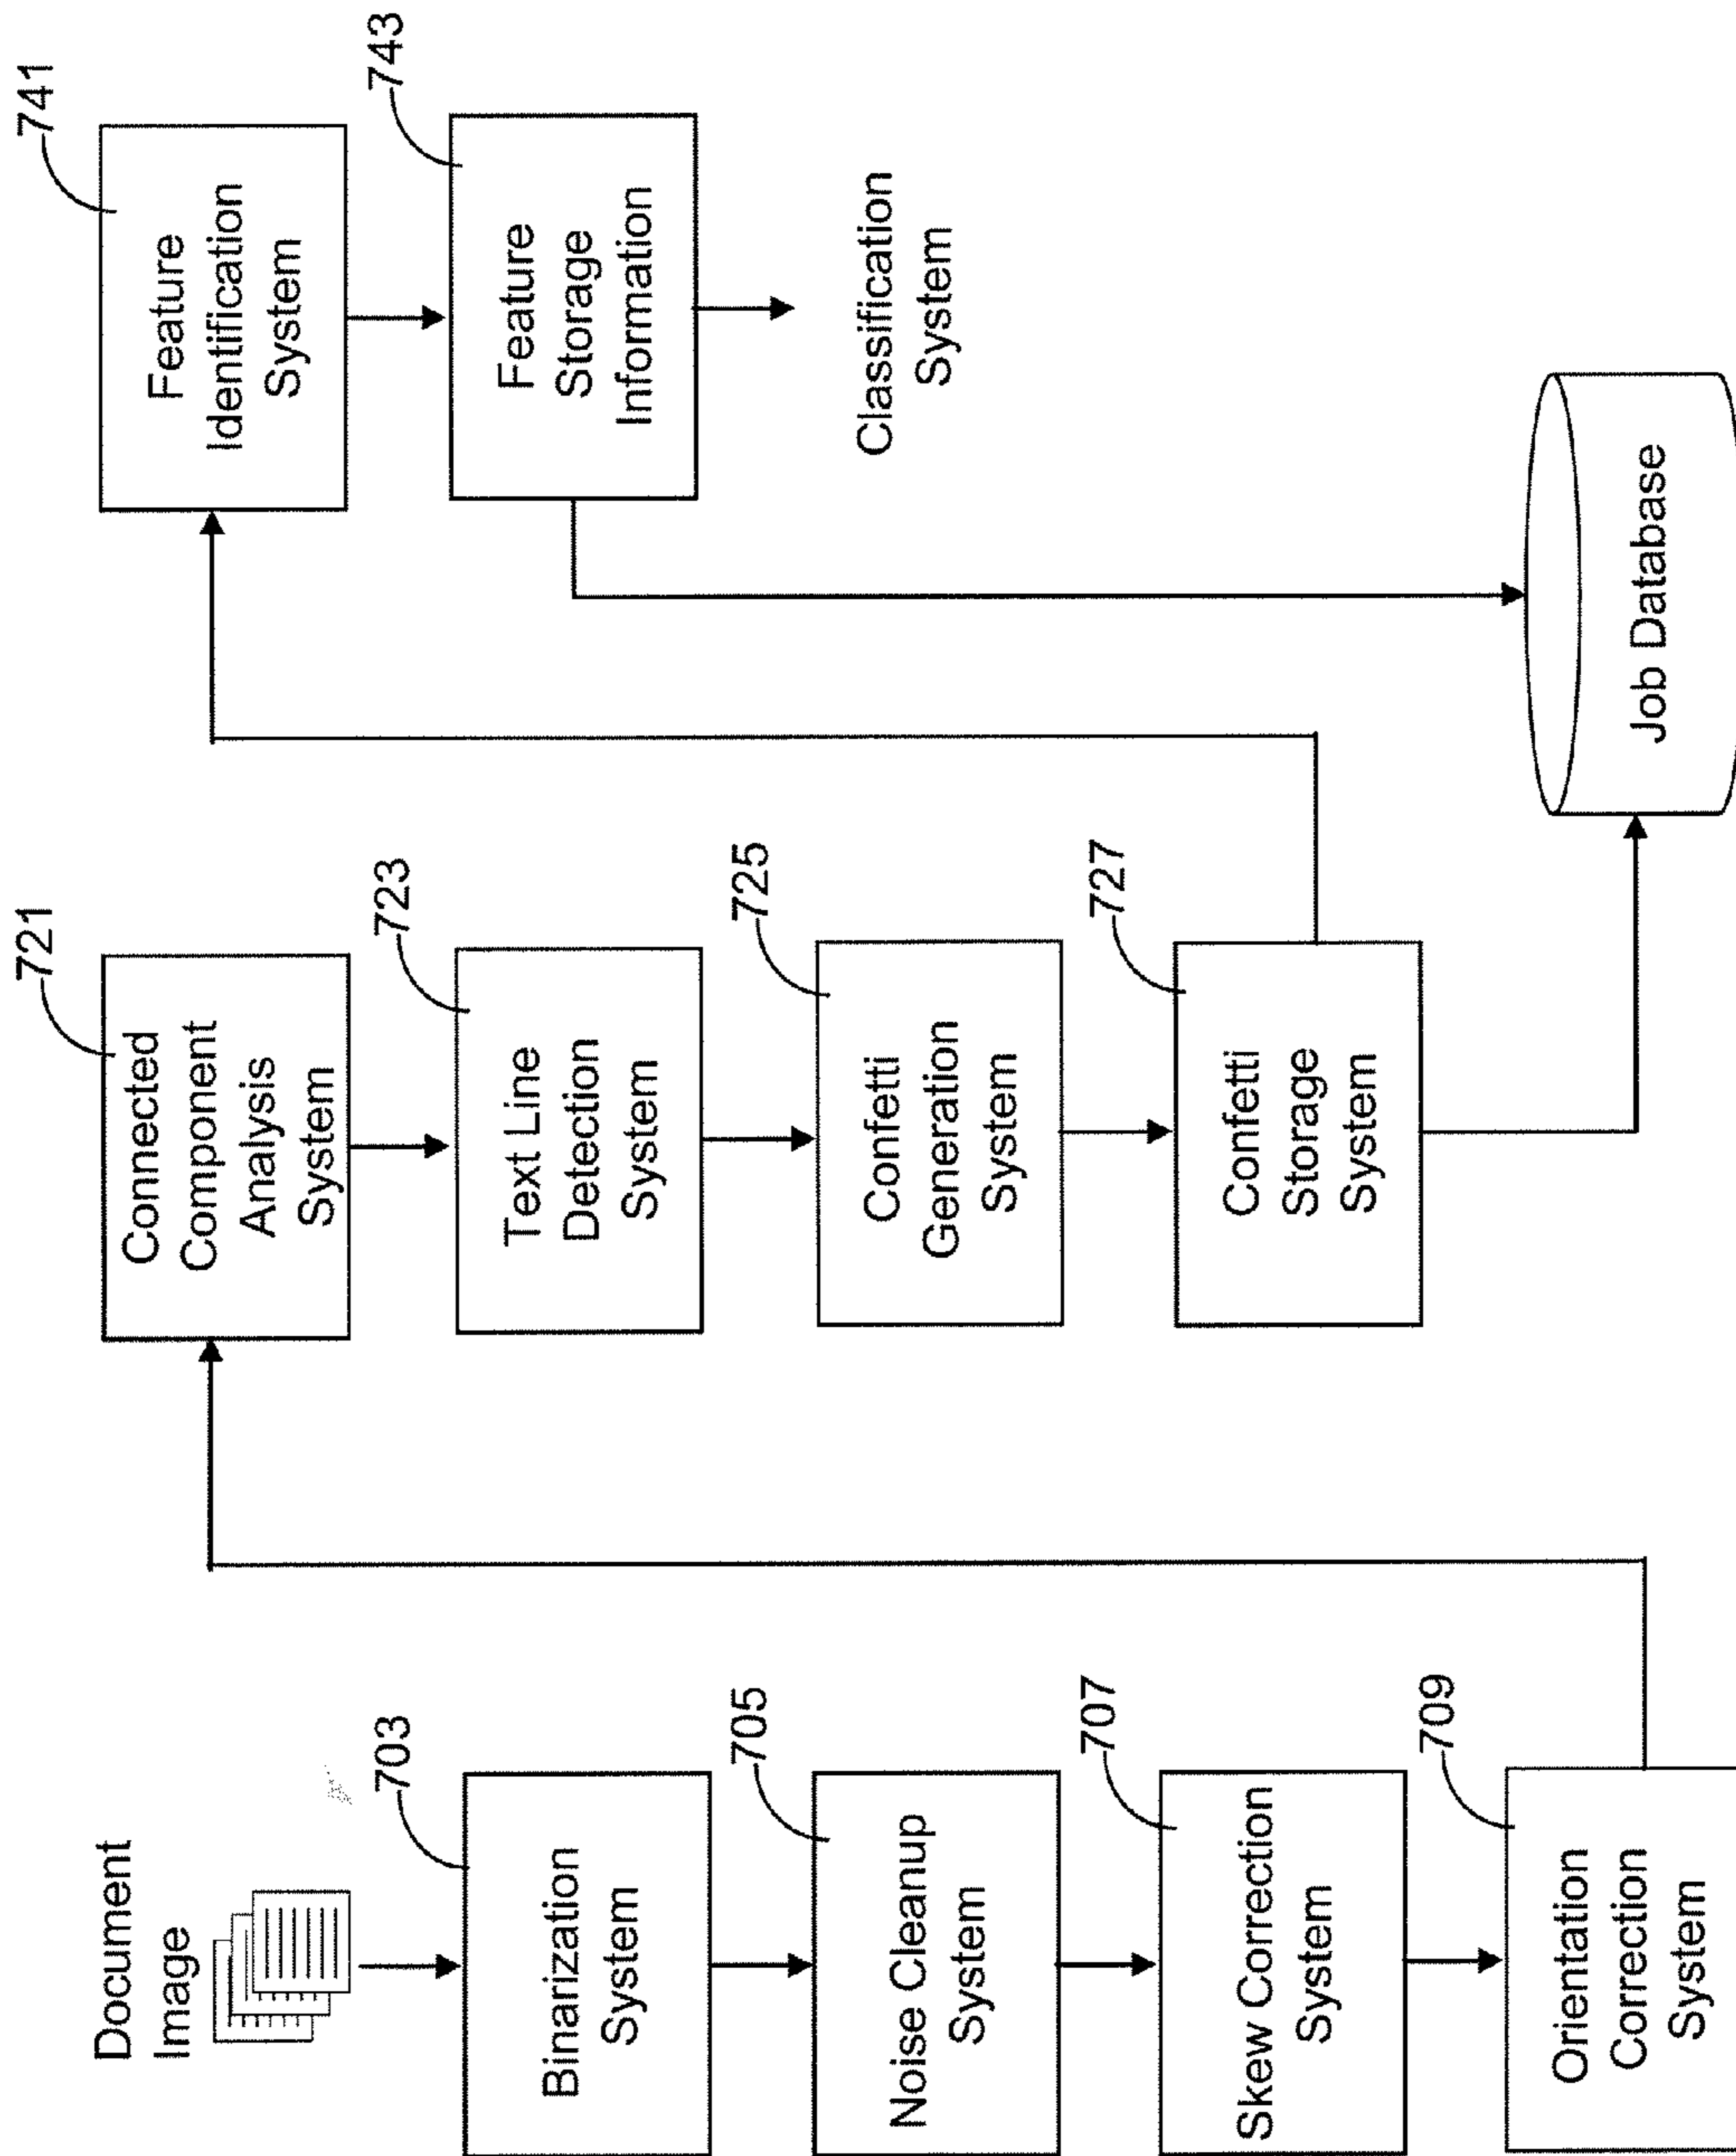 Document
Image
703
Binarization
System
705
Noise Cleanup
System
707
Skew Correction
System
709
Orientation
Correction
System
721
Connected
Component
Analysis
System
723
Text Line
Detection
System
725
Confetti
Generation
System
727
Confetti
Storage
System
741
Feature
Identification
System
743
Feature
Storage
Information
Classification
System
Job Database